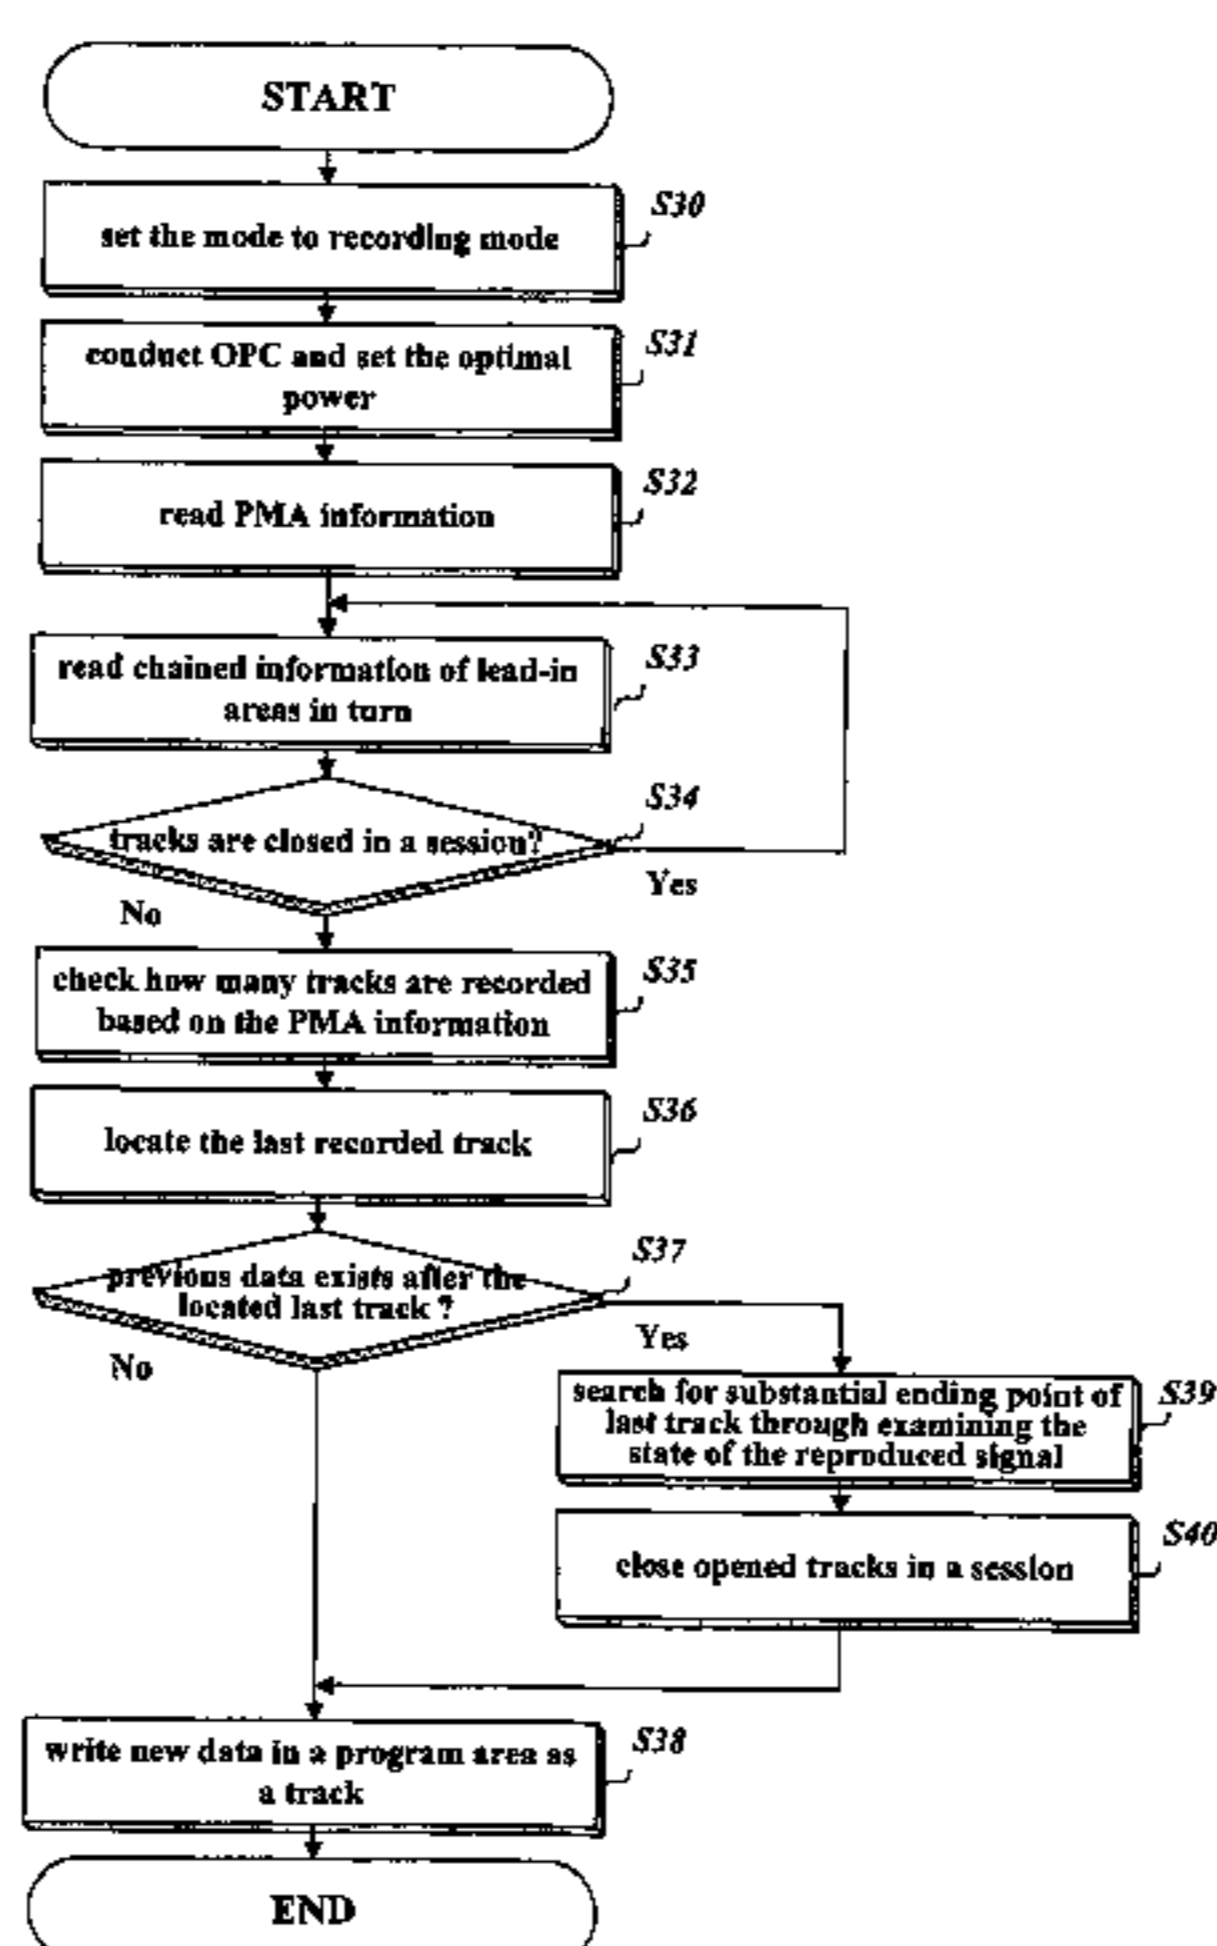 START
set the mode to recording mode
S30
conduct OPC and set the optimal
power
S31
read PMA information
S32
read chained information of lead-in
areas in turn
S33
tracks are closed in a session?
S34
Yes
No
check how many tracks are recorded
based on the PMA information
S35
locate the last recorded track
S36
previous data exists after the
located last track ?
S37
Yes
No
search for substantial ending point of
last track through examining the
state of the reproduced signal
S39
close opened tracks in a session
S40
write new data in a program area as
a track
S38
END